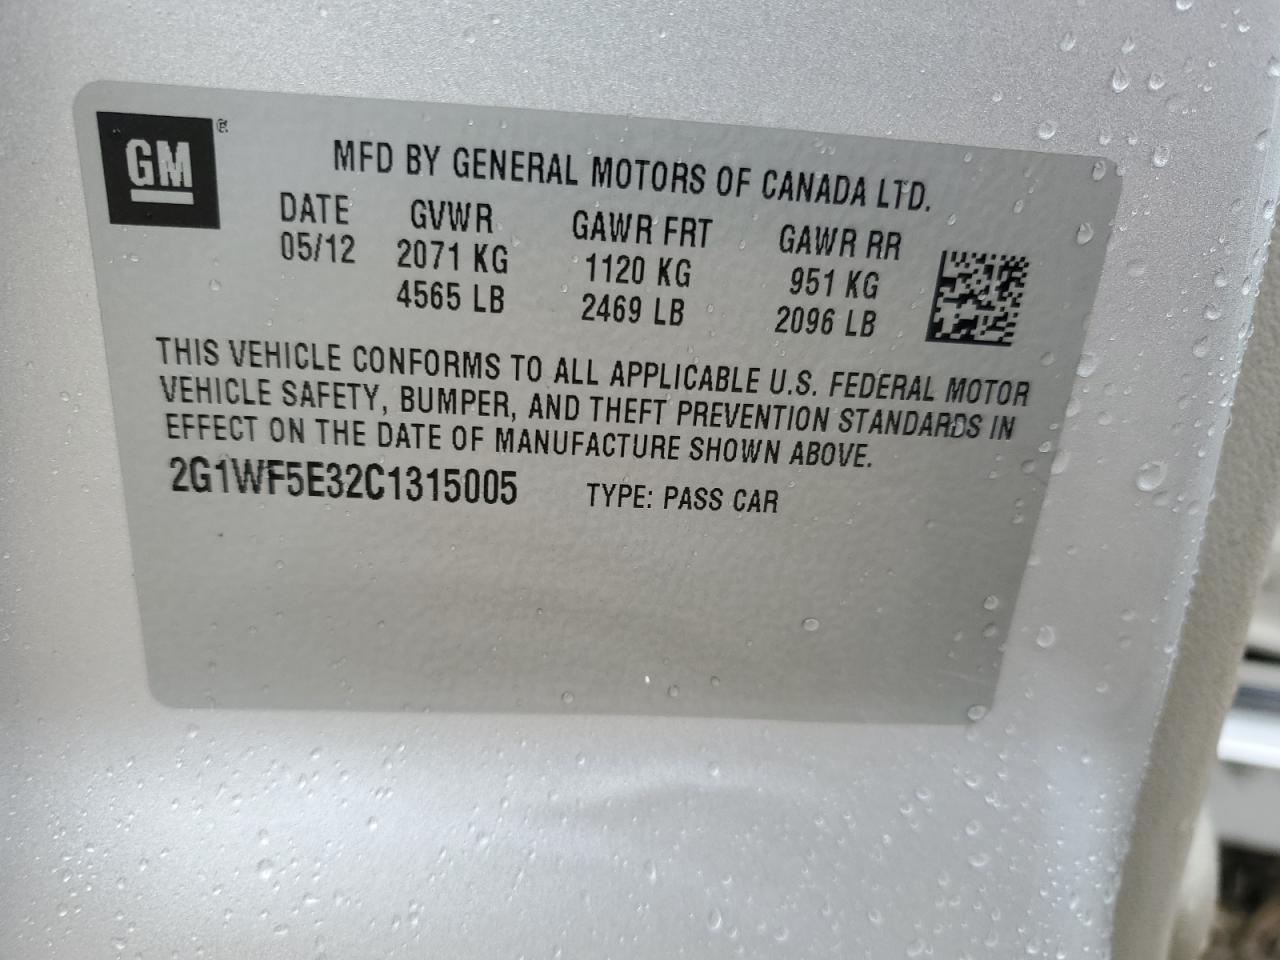 GM ®
MFD BY GENERAL MOTORS OF CANADA LTD.
DATE GVWR GAWR FRT GAWR RR
05/12 2071 KG 1120 KG 951 KG
4565 LB 2469 LB 2096 LB
THIS VEHICLE CONFORMS TO ALL APPLICABLE U.S. FEDERAL MOTOR
VEHICLE SAFETY, BUMPER, AND THEFT PREVENTION STANDARDS IN
EFFECT ON THE DATE OF MANUFACTURE SHOWN ABOVE.
2G1WF5E32C1315005 TYPE: PASS CAR